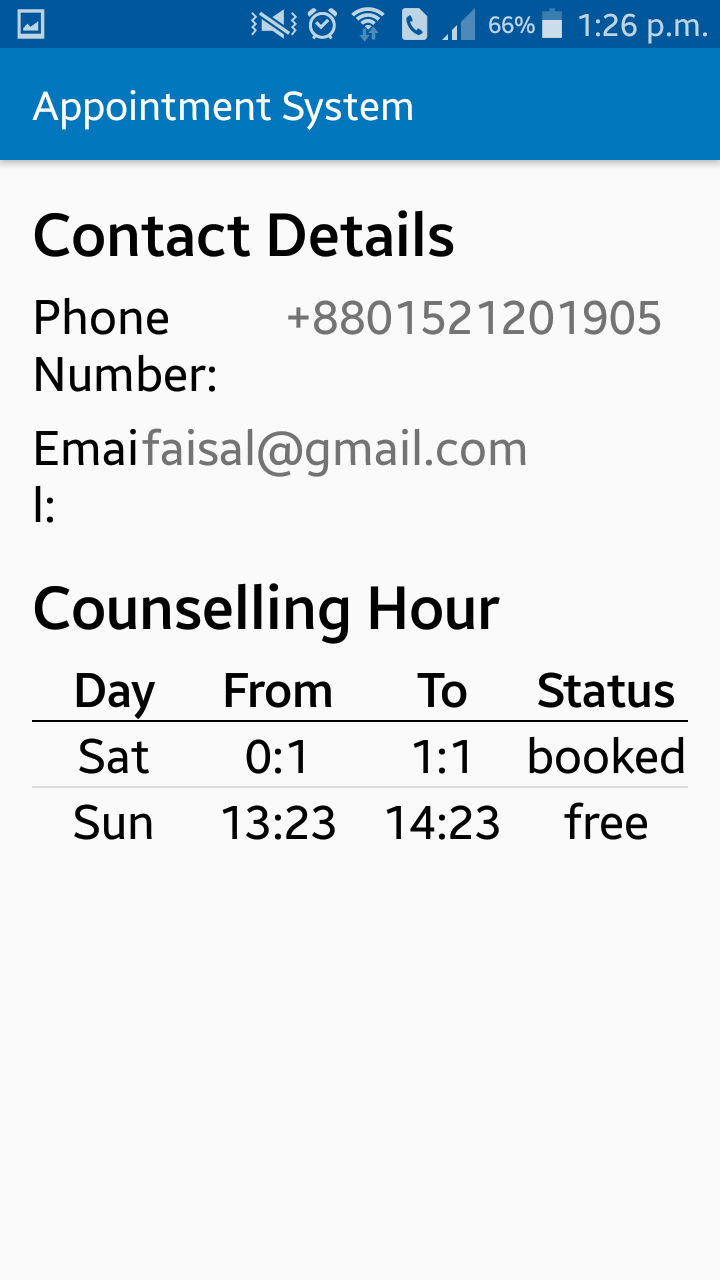 66% 1:26 p.m.
Appointment System
Contact Details
Phone +8801521201905
Number:
Emai faisal@gmail.com
l:
Counselling Hour
Day From To Status
Sat 0:1 1:1 booked
Sun 13:23 14:23 free